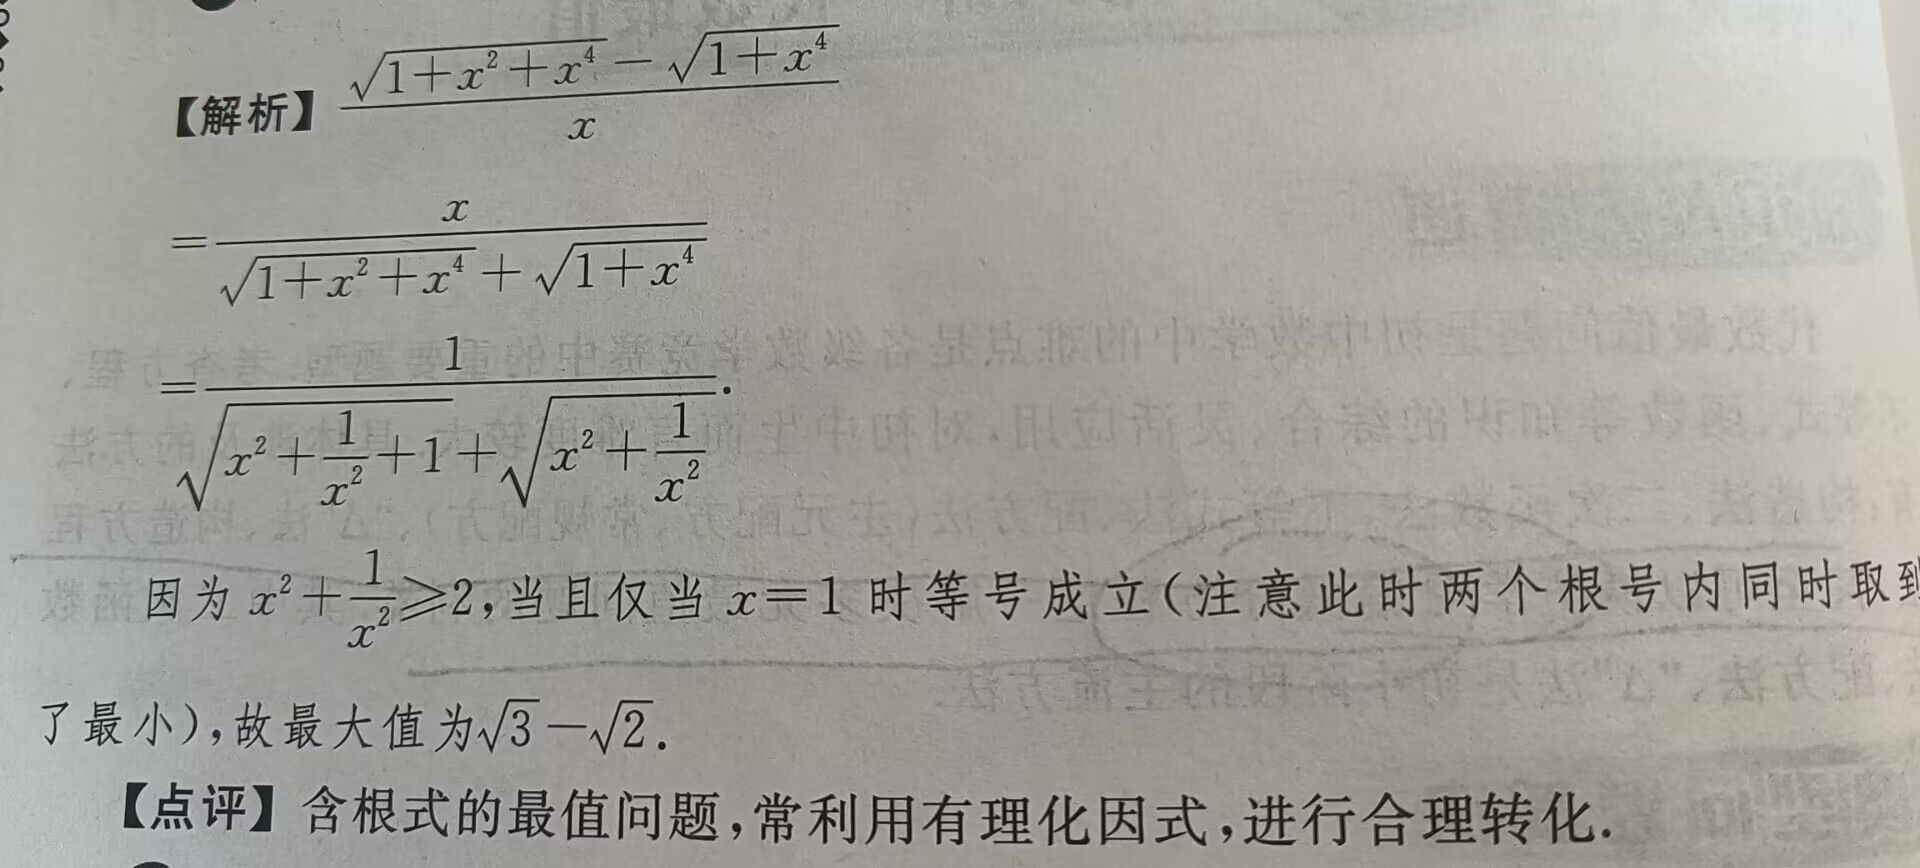 【解析】$\frac{\sqrt{1+x^2+x^4}-\sqrt{1+x^4}}{x}$
$=\frac{x}{\sqrt{1+x^2+x^4}+\sqrt{1+x^4}}$
$=\frac{1}{\sqrt{x^2+\frac{1}{x^2}+1}+\sqrt{x^2+\frac{1}{x^2}}}.$
因为 $x^2+\frac{1}{x^2}\geqslant 2$,当且仅当 $x=1$ 时等号成立(注意此时两个根号内同时取到
了最小),故最大值为$\sqrt{3}-\sqrt{2}$.
【点评】含根式的最值问题,常利用有理化因式,进行合理转化.